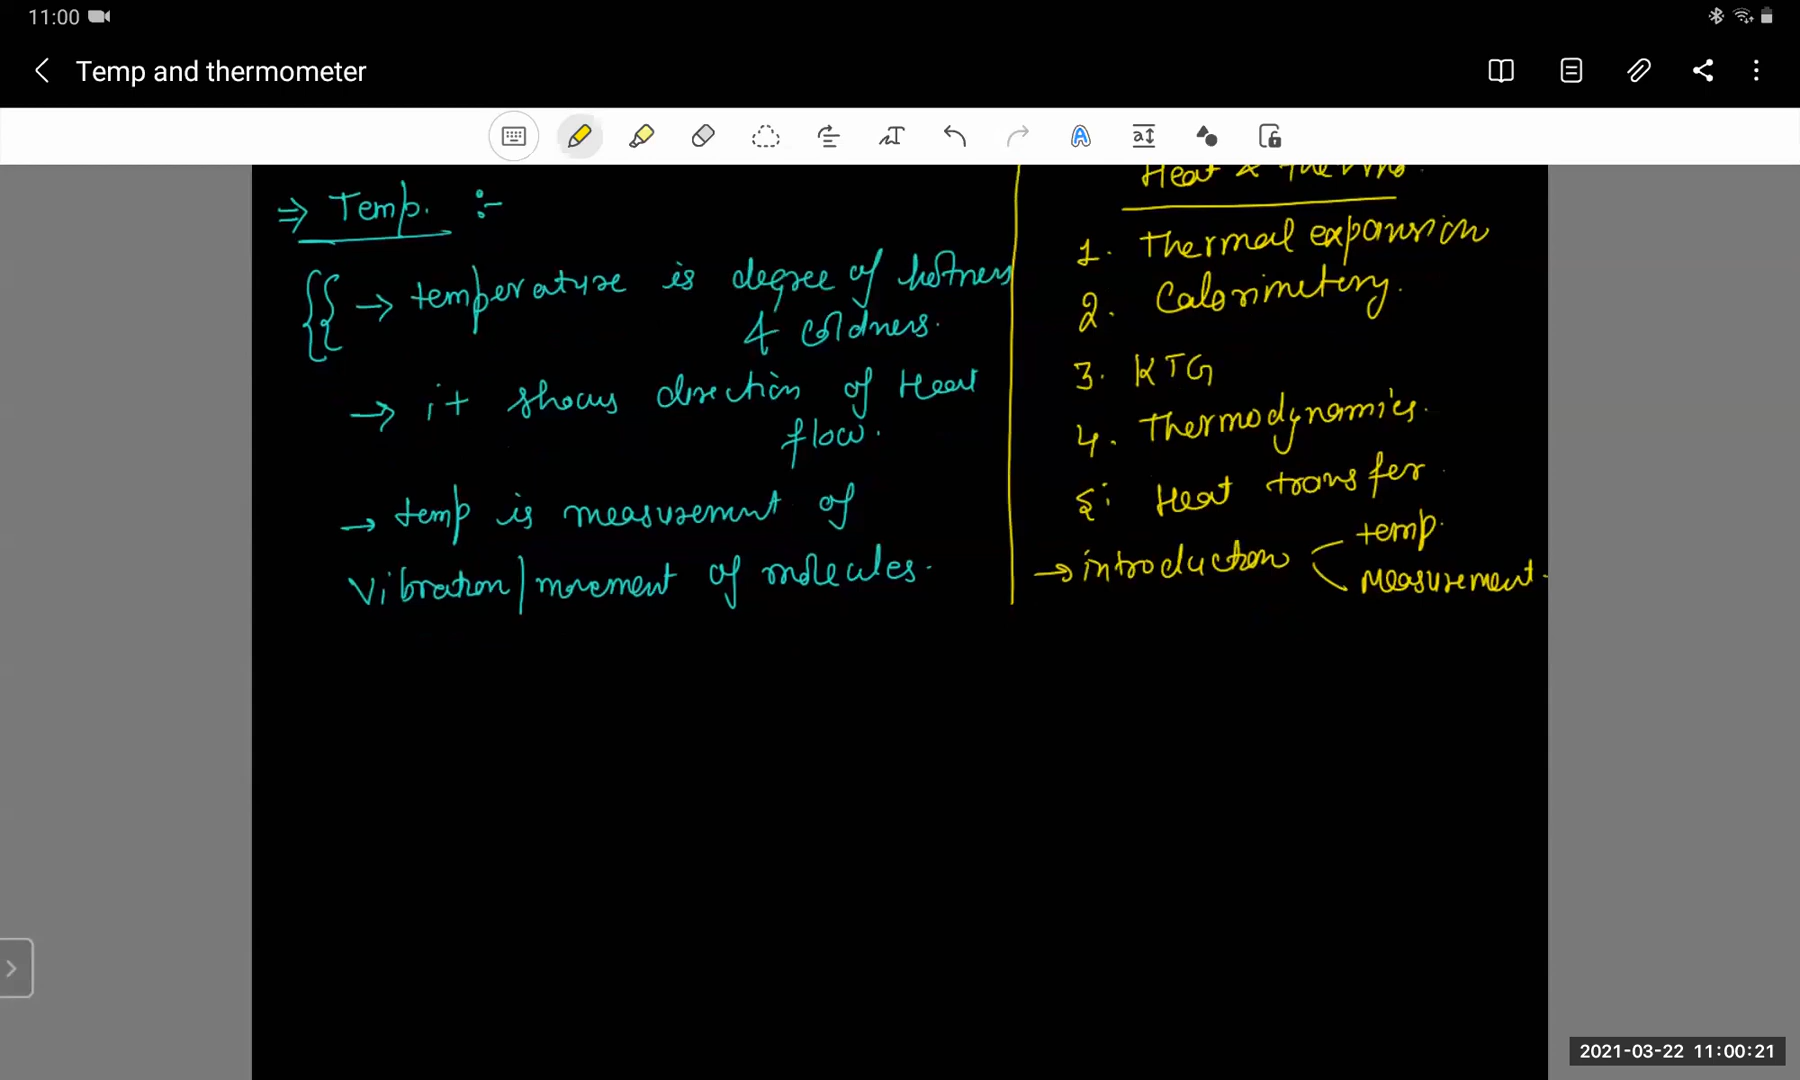 11:00
Temp and thermometer
⇒ Temp. :-
→ temperature is degree of hotness
& coldness.
→ it shows direction of Heat
flow.
→ temp is measurement of
vibration/movement of molecules.
Heat & thermo.
1. Thermal expansion
2. Calorimetery.
3. KTG
4. Thermodynamics.
5. Heat transfer
→ introduction temp.
measurement.
2021-03-22 11:00:21